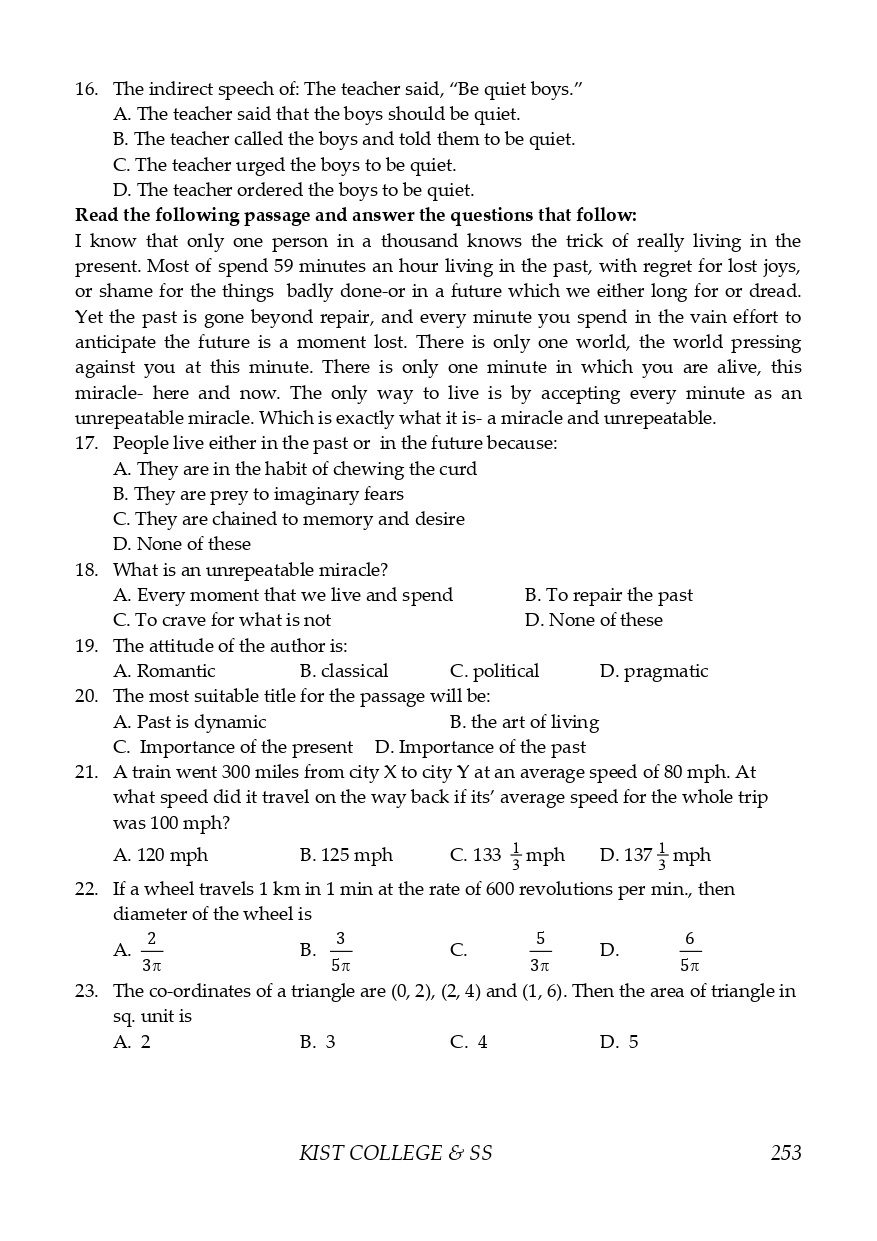 16. The indirect speech of: The teacher said, “Be quiet boys.”
A. The teacher said that the boys should be quiet.
B. The teacher called the boys and told them to be quiet.
C. The teacher urged the boys to be quiet.
D. The teacher ordered the boys to be quiet.
Read the following passage and answer the questions that follow:
I know that only one person in a thousand knows the trick of really living in the
present. Most of spend 59 minutes an hour living in the past, with regret for lost joys,
or shame for the things badly done-or in a future which we either long for or dread.
Yet the past is gone beyond repair, and every minute you spend in the vain effort to
anticipate the future is a moment lost. There is only one world, the world pressing
against you at this minute. There is only one minute in which you are alive, this
miracle- here and now. The only way to live is by accepting every minute as an
unrepeatable miracle. Which is exactly what it is- a miracle and unrepeatable.
17. People live either in the past or in the future because:
A. They are in the habit of chewing the curd
B. They are prey to imaginary fears
C. They are chained to memory and desire
D. None of these
18. What is an unrepeatable miracle?
A. Every moment that we live and spend B. To repair the past
C. To crave for what is not D. None of these
19. The attitude of the author is:
A. Romantic B. classical C. political D. pragmatic
20. The most suitable title for the passage will be:
A. Past is dynamic B. the art of living
C. Importance of the present D. Importance of the past
21. A train went 300 miles from city X to city Y at an average speed of 80 mph. At
what speed did it travel on the way back if its’ average speed for the whole trip
was 100 mph?
A. 120 mph B. 125 mph C. 133 1/3 mph D. 137 1/3 mph
22. If a wheel travels 1 km in 1 min at the rate of 600 revolutions per min., then
diameter of the wheel is
A. 2/3π B. 3/5π C. 5/3π D. 6/5π
23. The co-ordinates of a triangle are (0, 2), (2, 4) and (1, 6). Then the area of triangle in
sq. unit is
A. 2 B. 3 C. 4 D. 5
KIST COLLEGE & SS 253